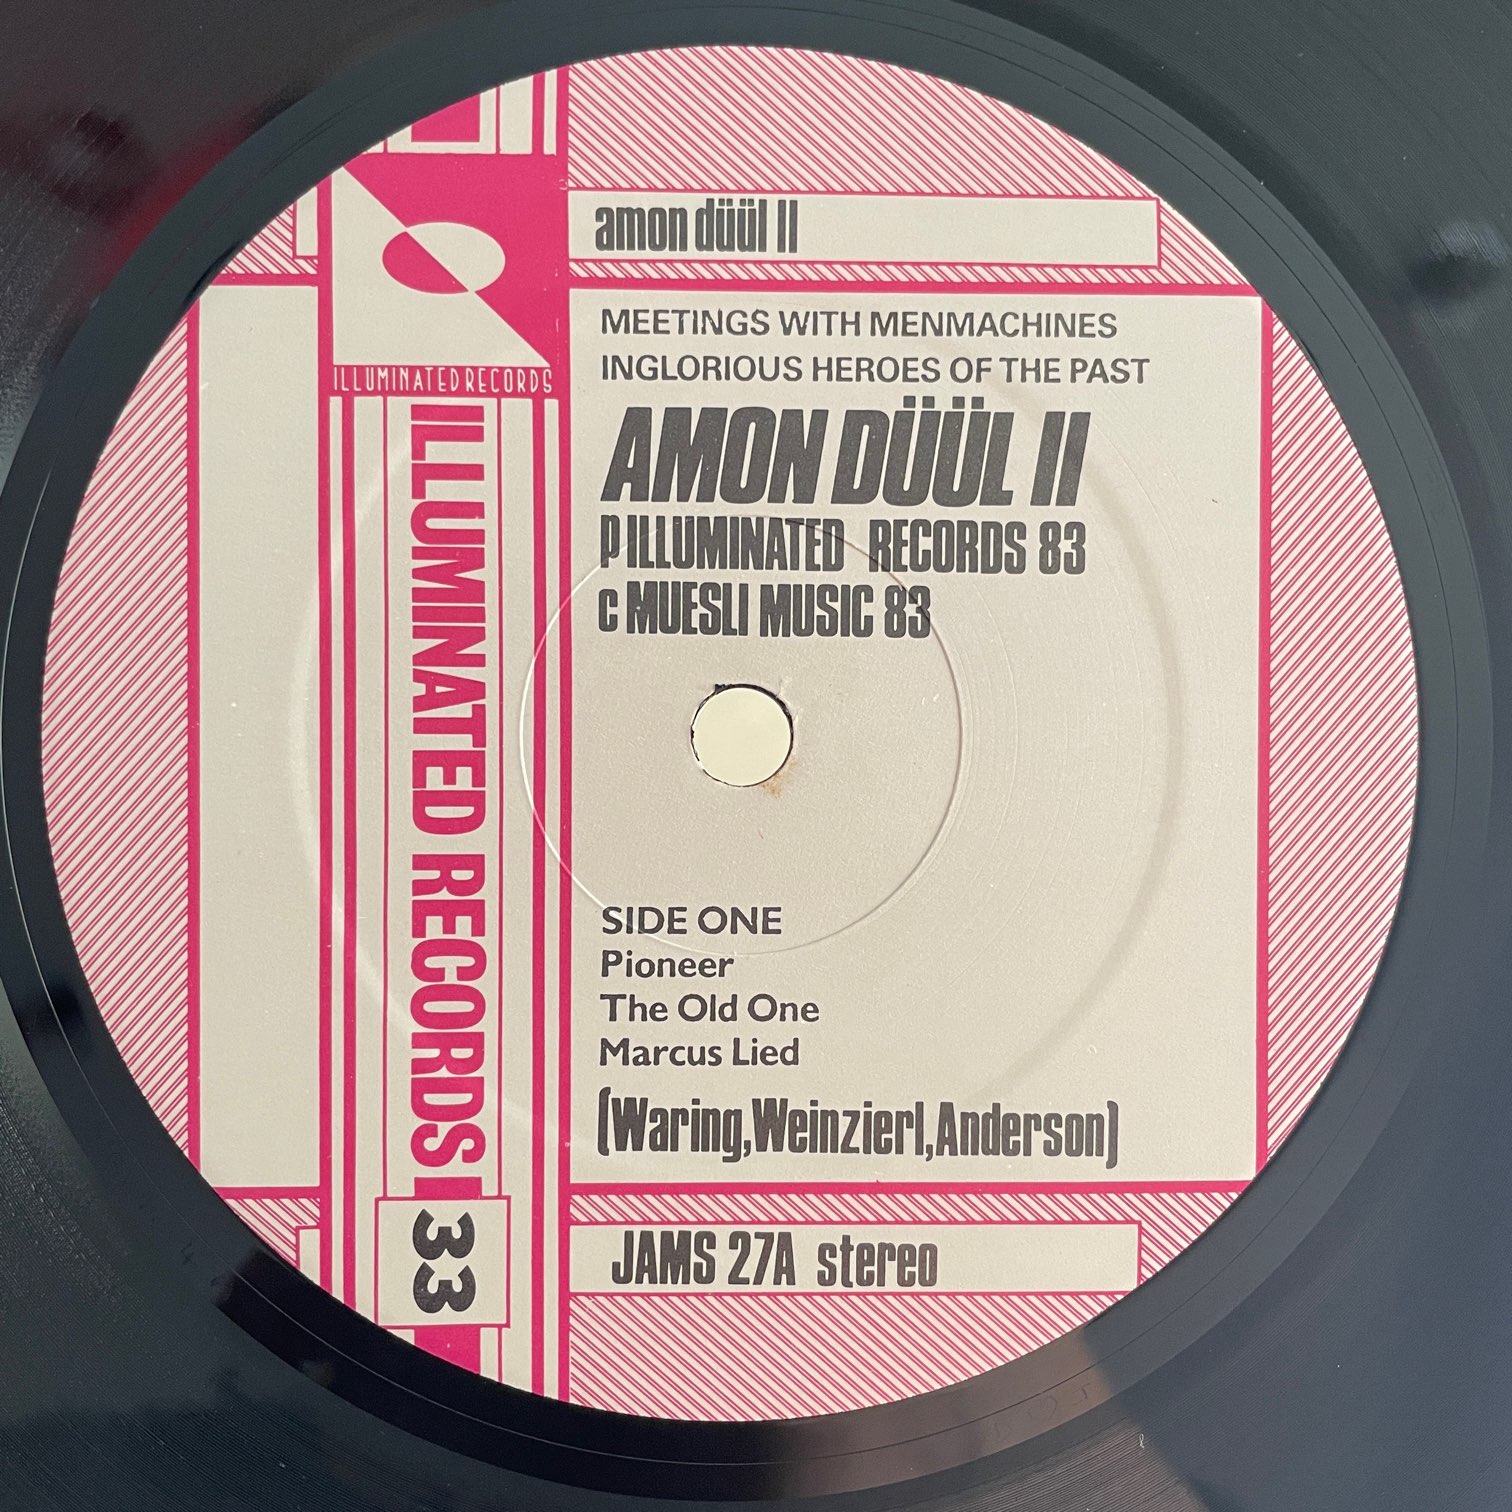 amon düül II
ILLUMINATED RECORDS
MEETINGS WITH MENMACHINES
INGLORIOUS HEROES OF THE PAST
AMON DÜÜL II
P ILLUMINATED RECORDS 83
c MUESLI MUSIC 83
ILLUMINATED RECORDS
33
SIDE ONE
Pioneer
The Old One
Marcus Lied
(Waring,Weinzierl,Anderson)
JAMS 27A stereo